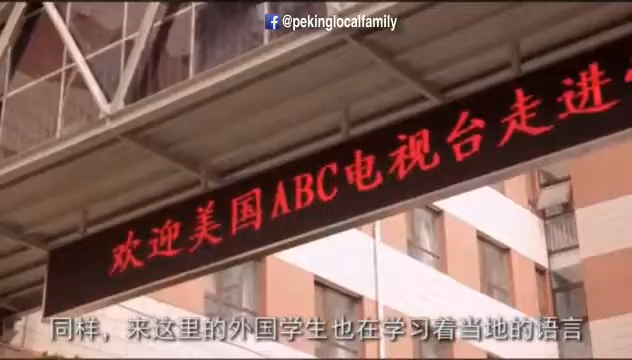 f @pekinglocalfamily
欢迎美国ABC电视台走进
同样，来这里的外国学生也在学习着当地的语言